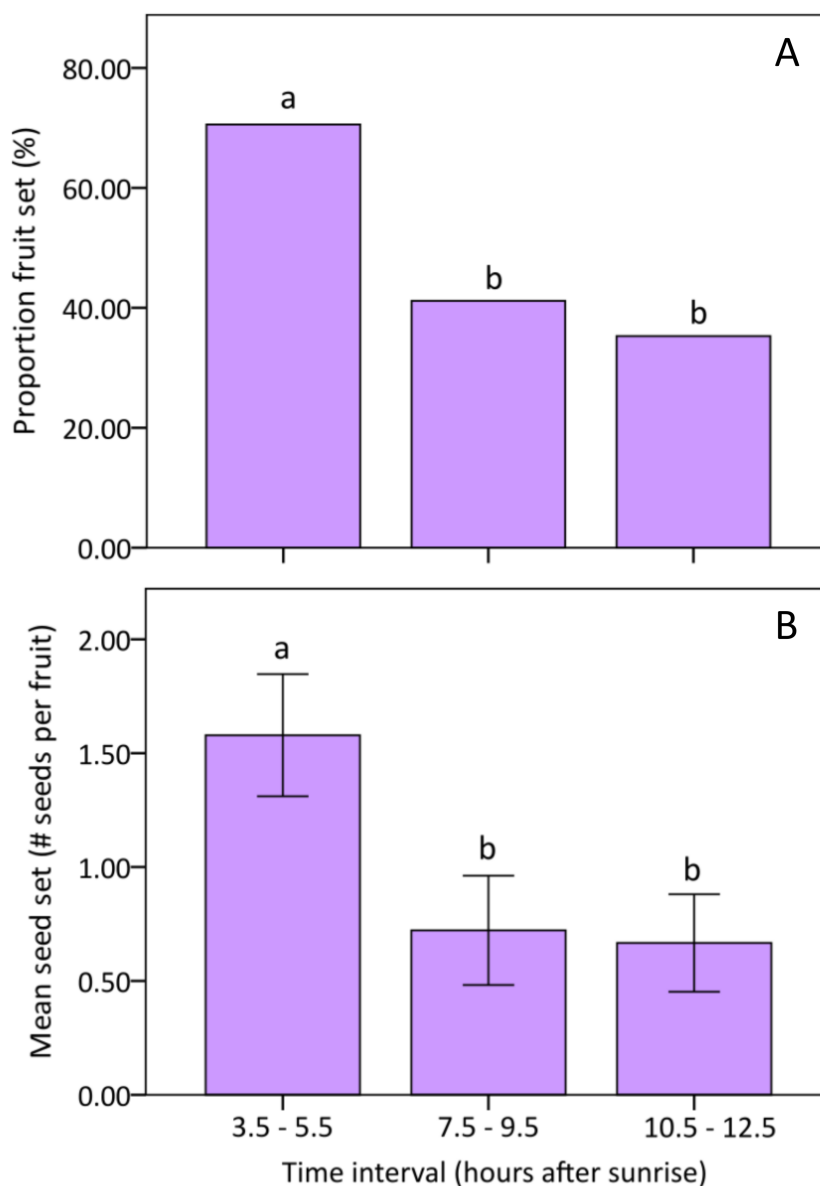 A
Proportion fruit set (%)
80.00
60.00
40.00
20.00
0.00
a
b
b
B
Mean seed set (# seeds per fruit)
2.00
1.50
1.00
0.50
0.00
a
b
b
3.5 - 5.5
7.5 - 9.5
10.5 - 12.5
Time interval (hours after sunrise)